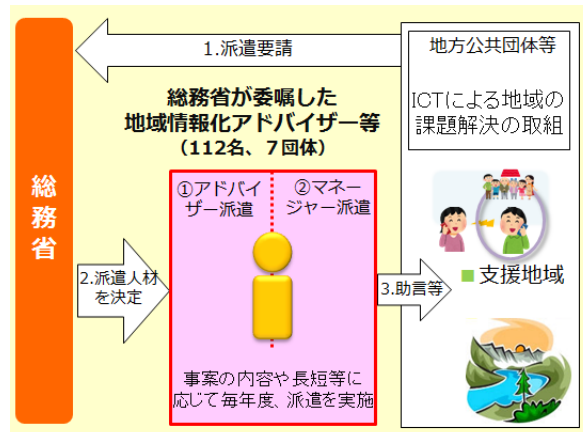 1.派遣要請
地方公共団体等
ICTによる地域の
課題解決の取組
総務省が委嘱した
地域情報化アドバイザー等
（112名、７団体）
総務省
①アドバイ
ザー派遣
②マネー
ジャー派遣
2.派遣人材
を決定
3.助言等
■支援地域
事案の内容や長短等に
応じて毎年度、派遣を実施